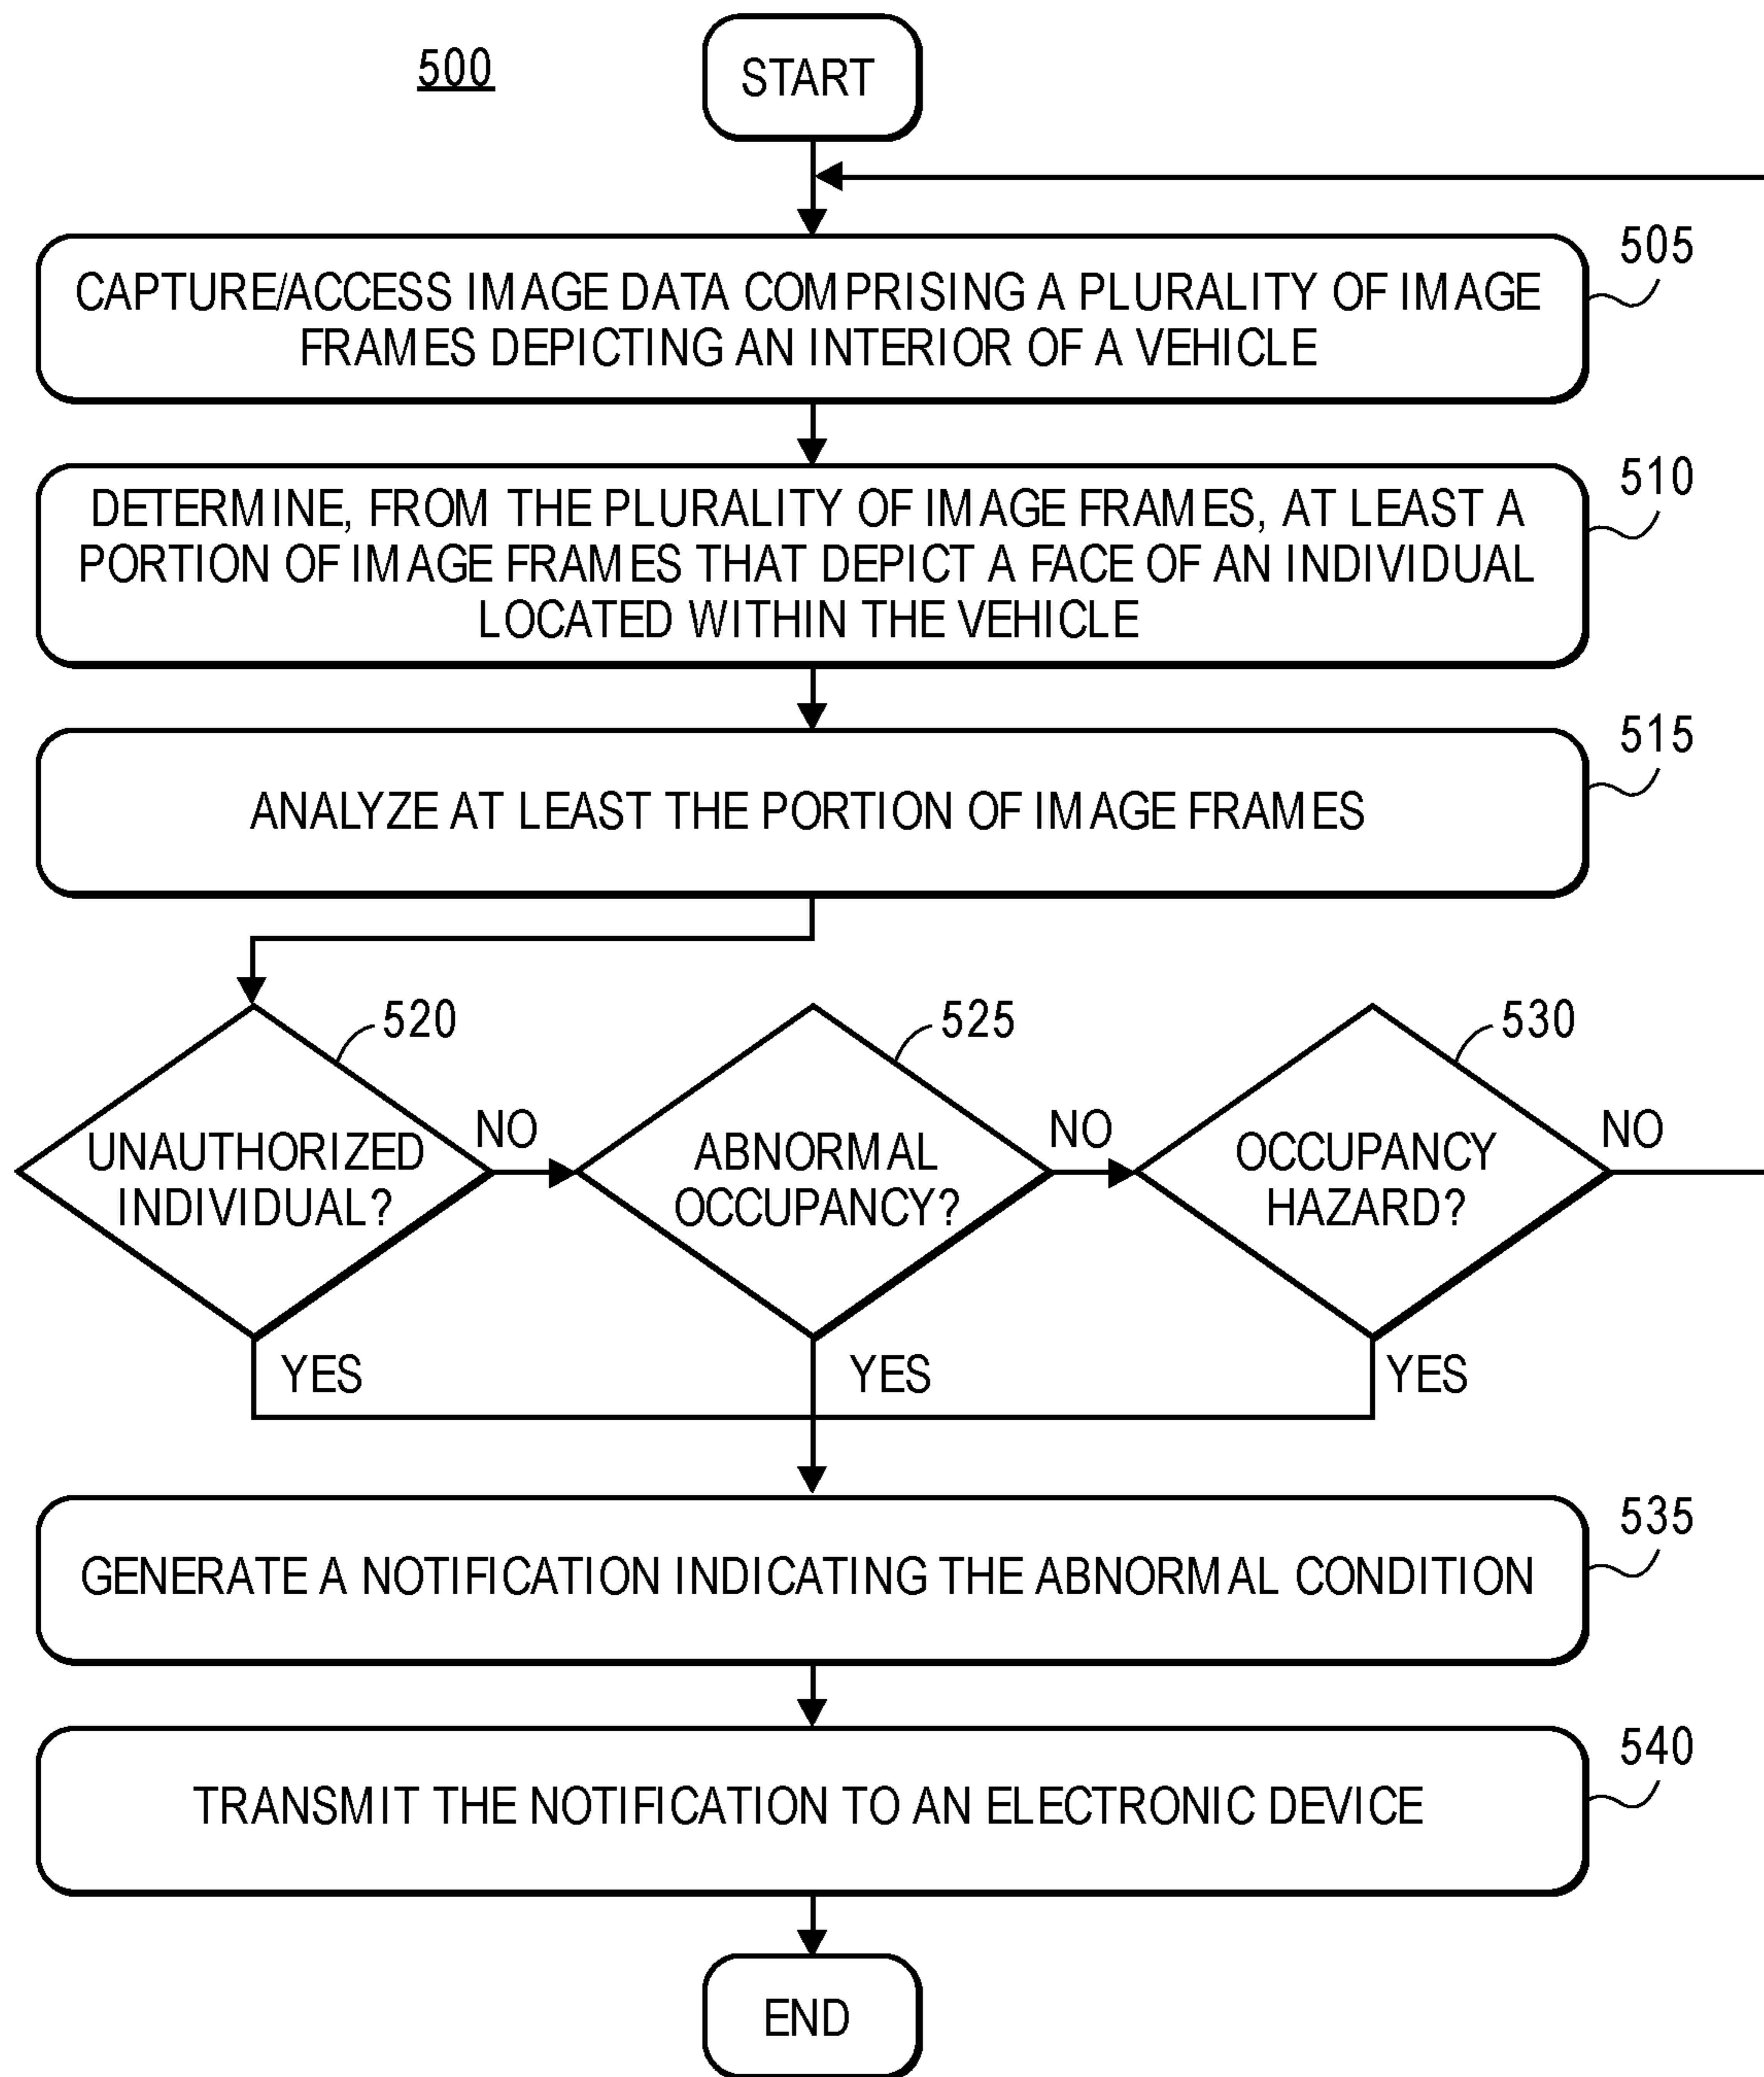 500
START
505
CAPTURE/ACCESS IMAGE DATA COMPRISING A PLURALITY OF IMAGE
FRAMES DEPICTING AN INTERIOR OF A VEHICLE
510
DETERMINE, FROM THE PLURALITY OF IMAGE FRAMES, AT LEAST A
PORTION OF IMAGE FRAMES THAT DEPICT A FACE OF AN INDIVIDUAL
LOCATED WITHIN THE VEHICLE
515
ANALYZE AT LEAST THE PORTION OF IMAGE FRAMES
520
UNAUTHORIZED
INDIVIDUAL?
NO
YES
525
ABNORMAL
OCCUPANCY?
NO
YES
530
OCCUPANCY
HAZARD?
NO
YES
535
GENERATE A NOTIFICATION INDICATING THE ABNORMAL CONDITION
540
TRANSMIT THE NOTIFICATION TO AN ELECTRONIC DEVICE
END